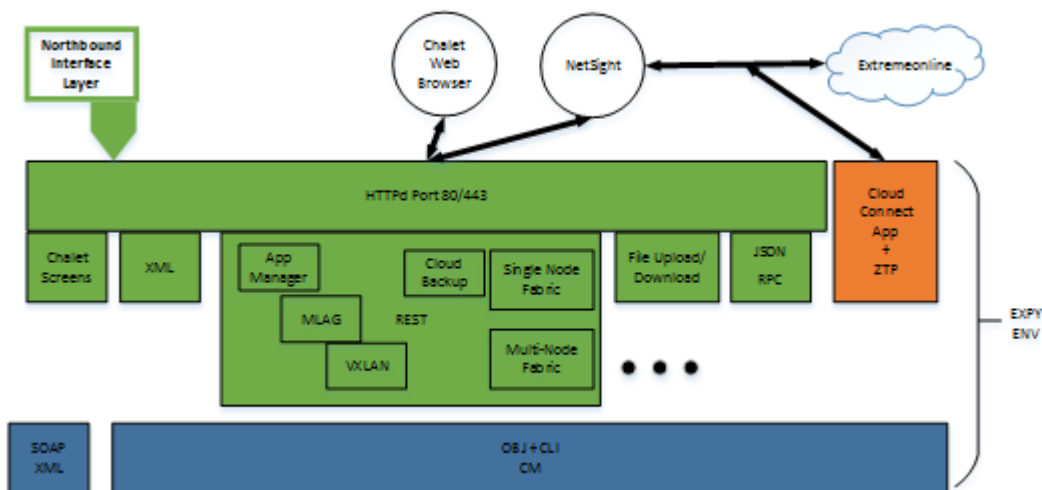 Northbound
Interface
Layer
Chalet
Web
Browser
NetSight
Extremeonline
HTTPd Port 80/443
Cloud
Connect
App
+
ZTP
Chalet
Screens
XML
App
Manager
Cloud
Backup
Single Node
Fabric
MLAG
REST
VXLAN
Multi-Node
Fabric
File Upload/
Download
JSON
RPC
EXPY
ENV
SOAP
XML
OBJ+CLI
CM